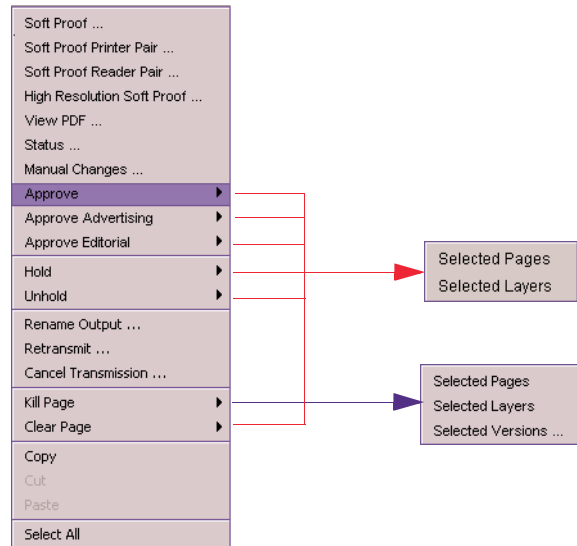 Soft Proof ...
Soft Proof Printer Pair ...
Soft Proof Reader Pair ...
High Resolution Soft Proof ...
View PDF ...
Status ...
Manual Changes ...
Approve
Approve Advertising
Approve Editorial
Hold
Unhold
Rename Output ...
Retransmit ...
Cancel Transmission ...
Kill Page
Clear Page
Copy
Cut
Paste
Select All
Selected Pages
Selected Layers
Selected Pages
Selected Layers
Selected Versions ...